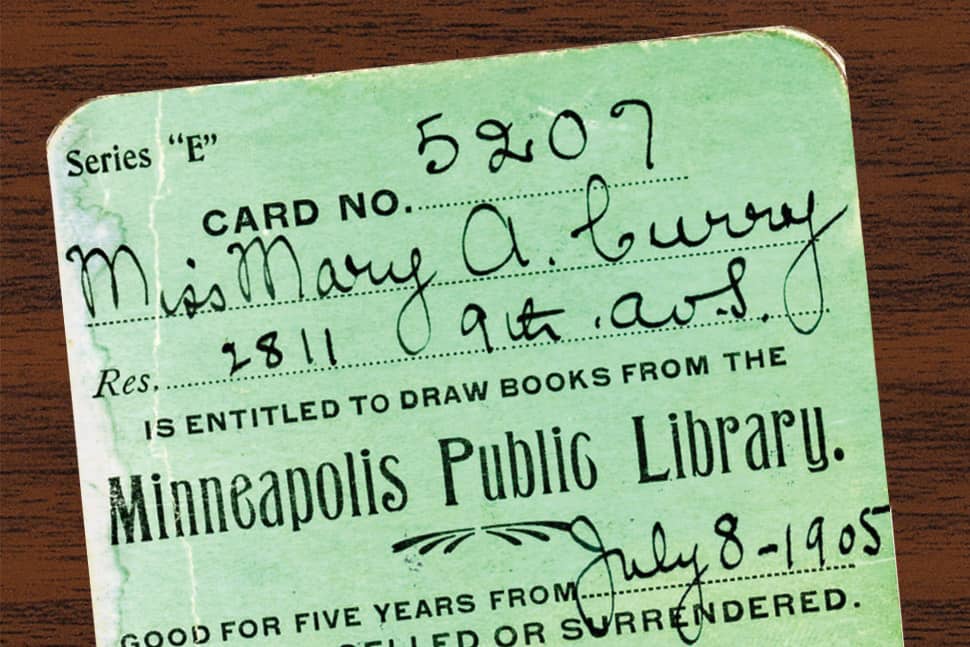 Series "E"
CARD NO. 5207
Miss Mary A. Curry
Res. 2811 9th Av. S.
IS ENTITLED TO DRAW BOOKS FROM THE
Minneapolis Public Library.
GOOD FOR FIVE YEARS FROM July 8-1905
OR SURRENDERED.